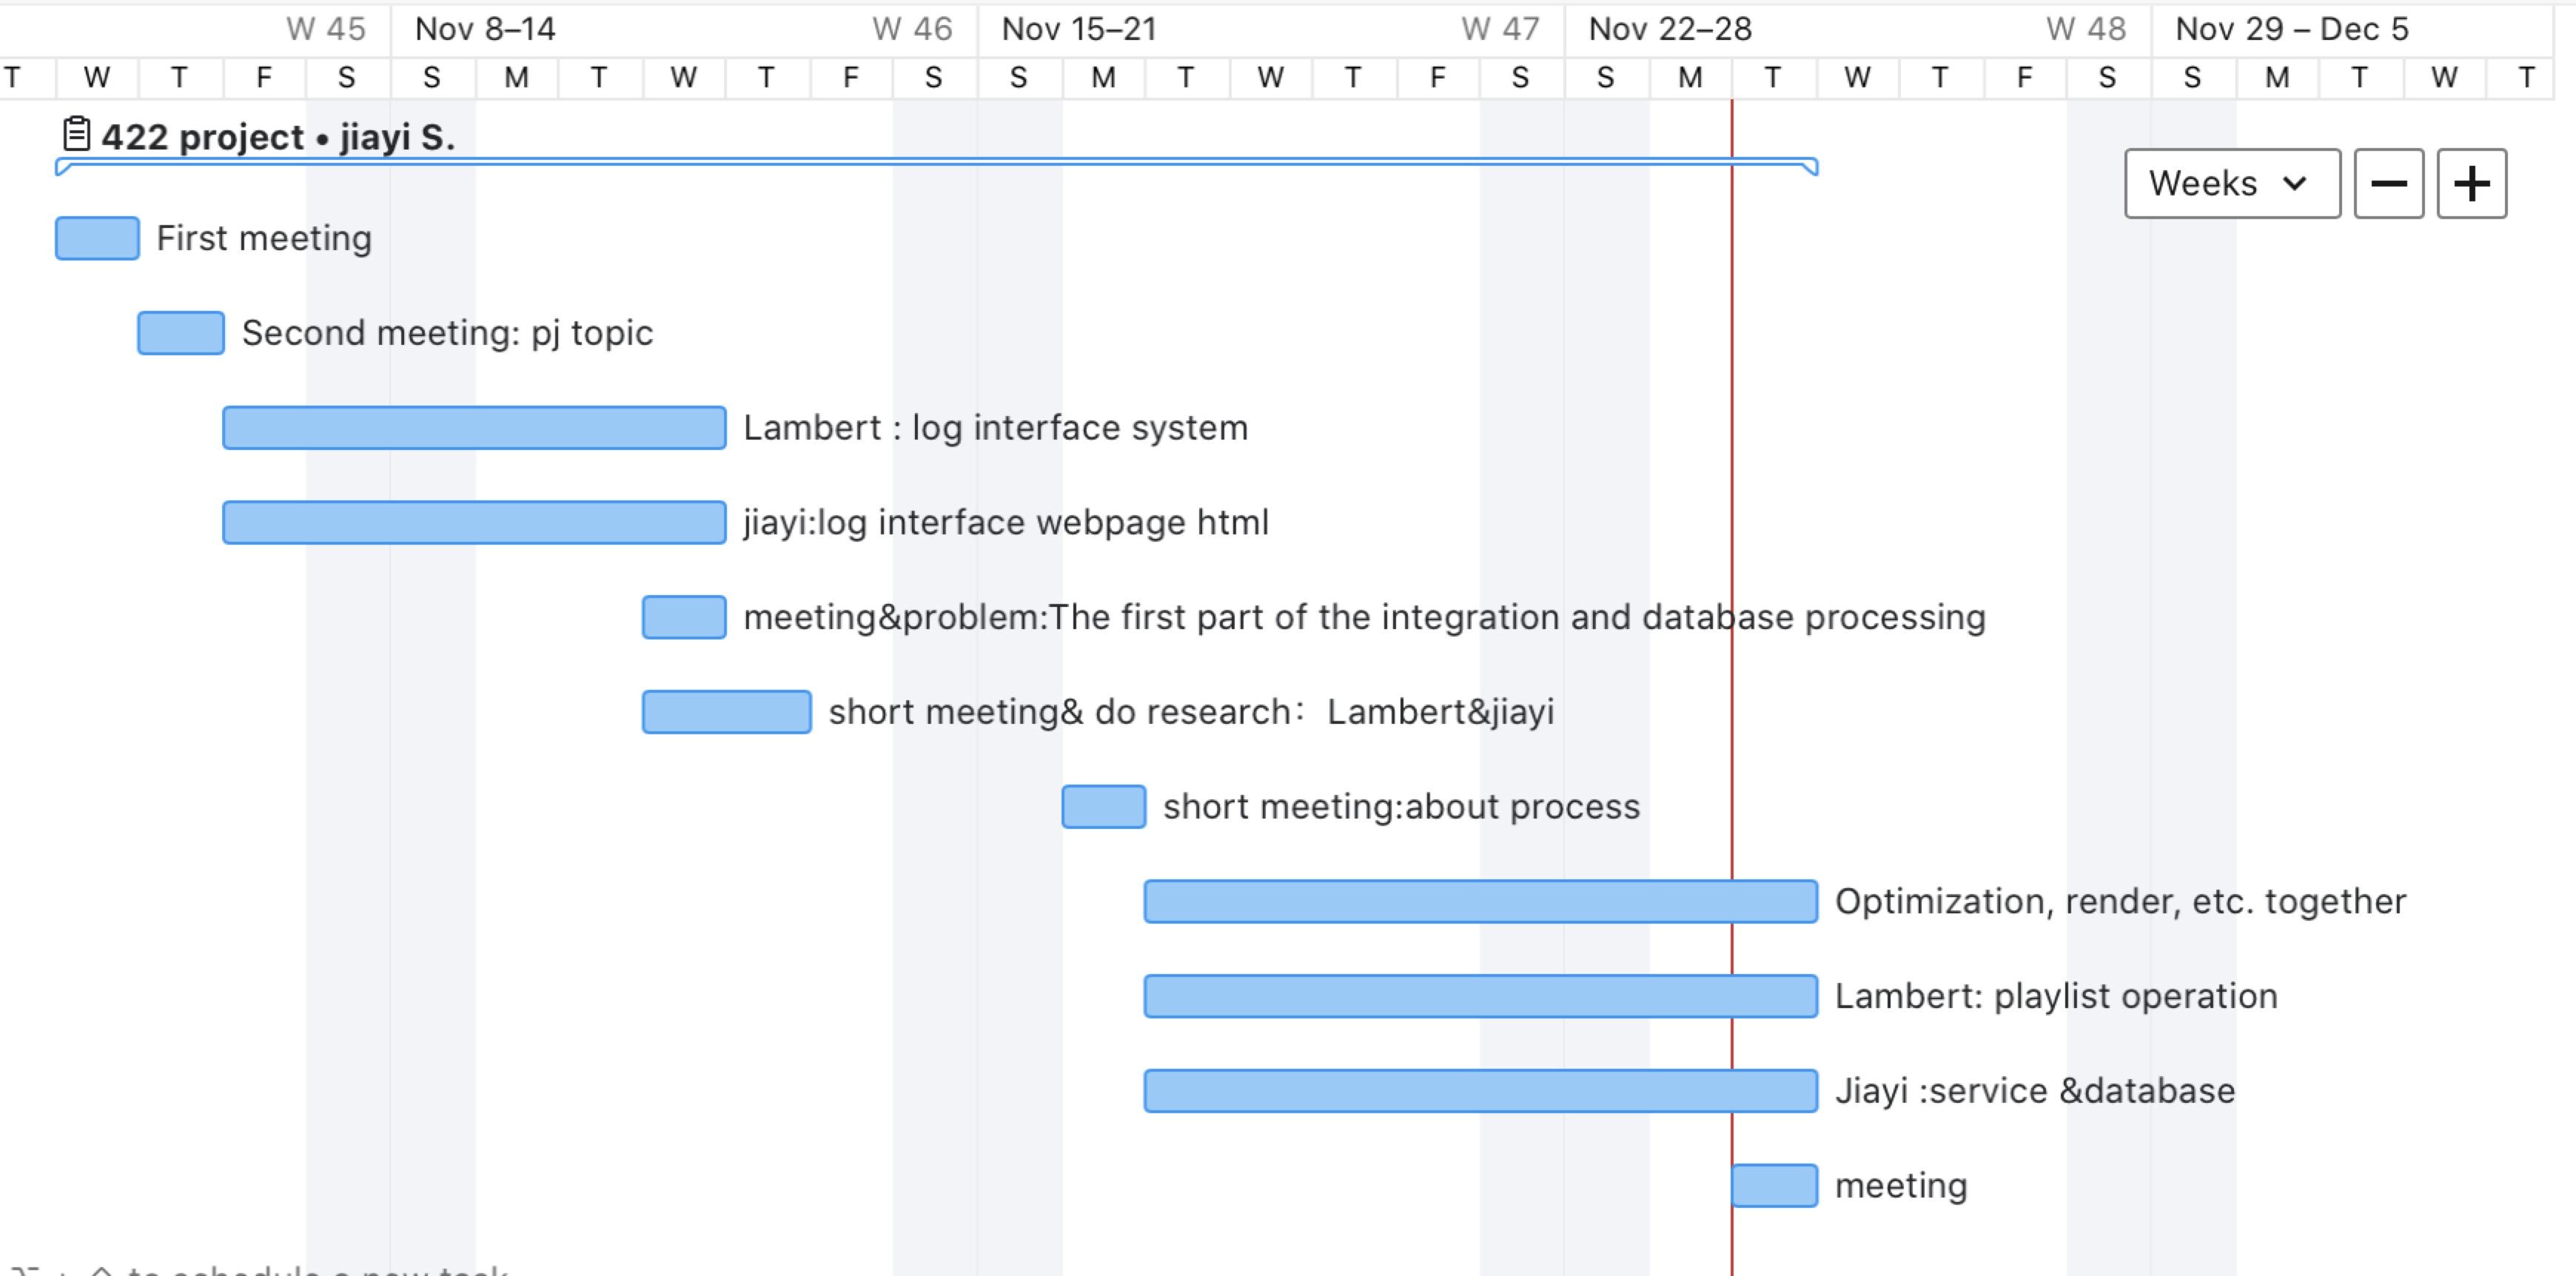 W 45 Nov 8–14 W 46 Nov 15–21 W 47 Nov 22–28 W 48 Nov 29 – Dec 5
T W T F S S M T W T F S S M T W T F S S M T W T F S S M T W T
422 project • jiayi S.
Weeks
First meeting
Second meeting: pj topic
Lambert : log interface system
jiayi:log interface webpage html
meeting&problem:The first part of the integration and database processing
short meeting& do research： Lambert&jiayi
short meeting:about process
Optimization, render, etc. together
Lambert: playlist operation
Jiayi :service &database
meeting
to schedule a new task